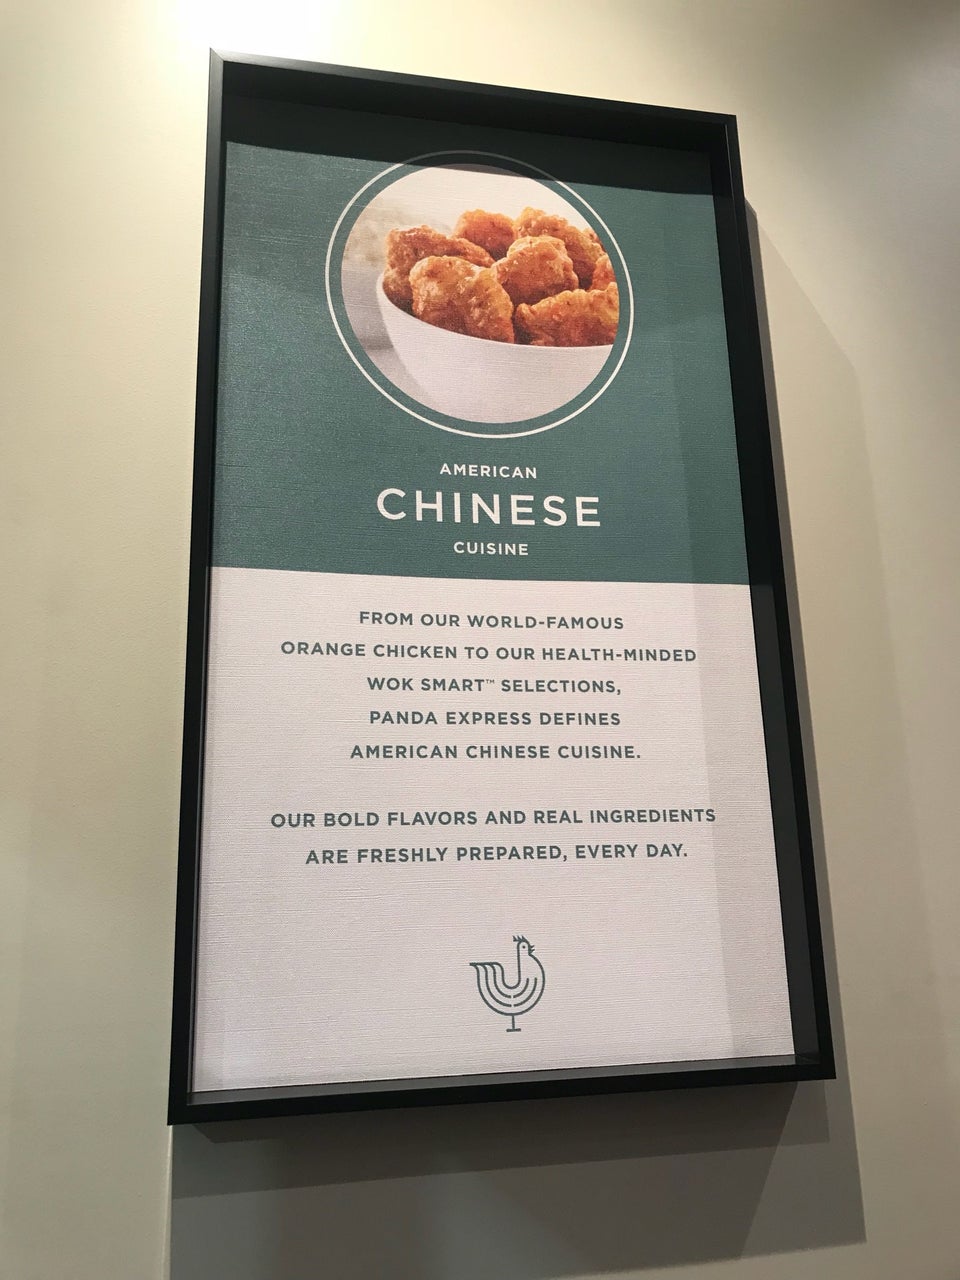 AMERICAN
CHINESE
CUISINE
FROM OUR WORLD-FAMOUS
ORANGE CHICKEN TO OUR HEALTH-MINDED
WOK SMART™ SELECTIONS,
PANDA EXPRESS DEFINES
AMERICAN CHINESE CUISINE.
OUR BOLD FLAVORS AND REAL INGREDIENTS
ARE FRESHLY PREPARED, EVERY DAY.